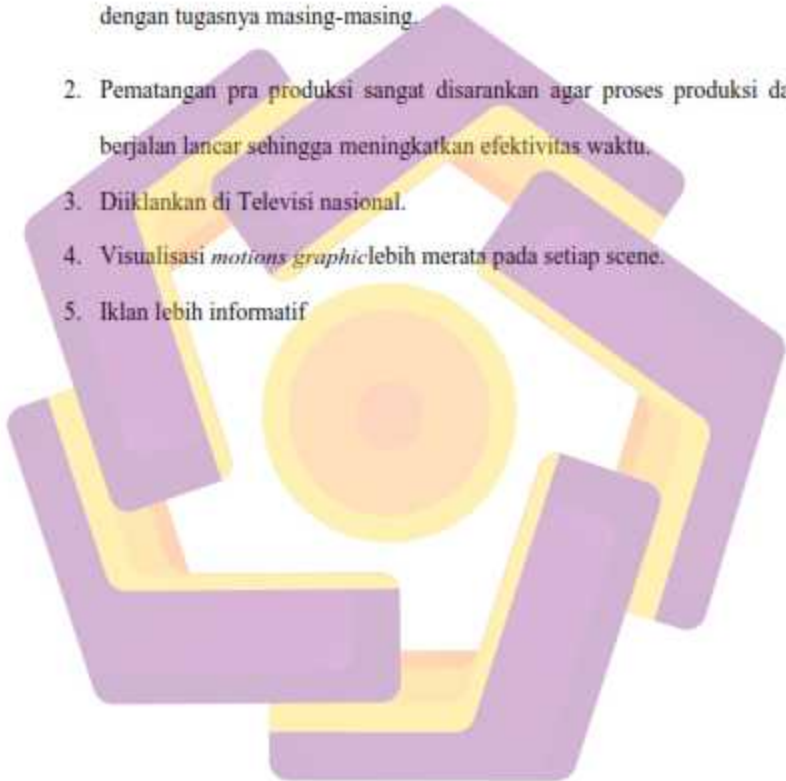 dengan tugasnya masing-masing.
2. Pematangan pra produksi sangat disarankan agar proses produksi da
berjalan lancar sehingga meningkatkan efektivitas waktu.
3. Diiklankan di Televisi nasional.
4. Visualisasi motions graphiclebih merata pada setiap scene.
5. Iklan lebih informatif